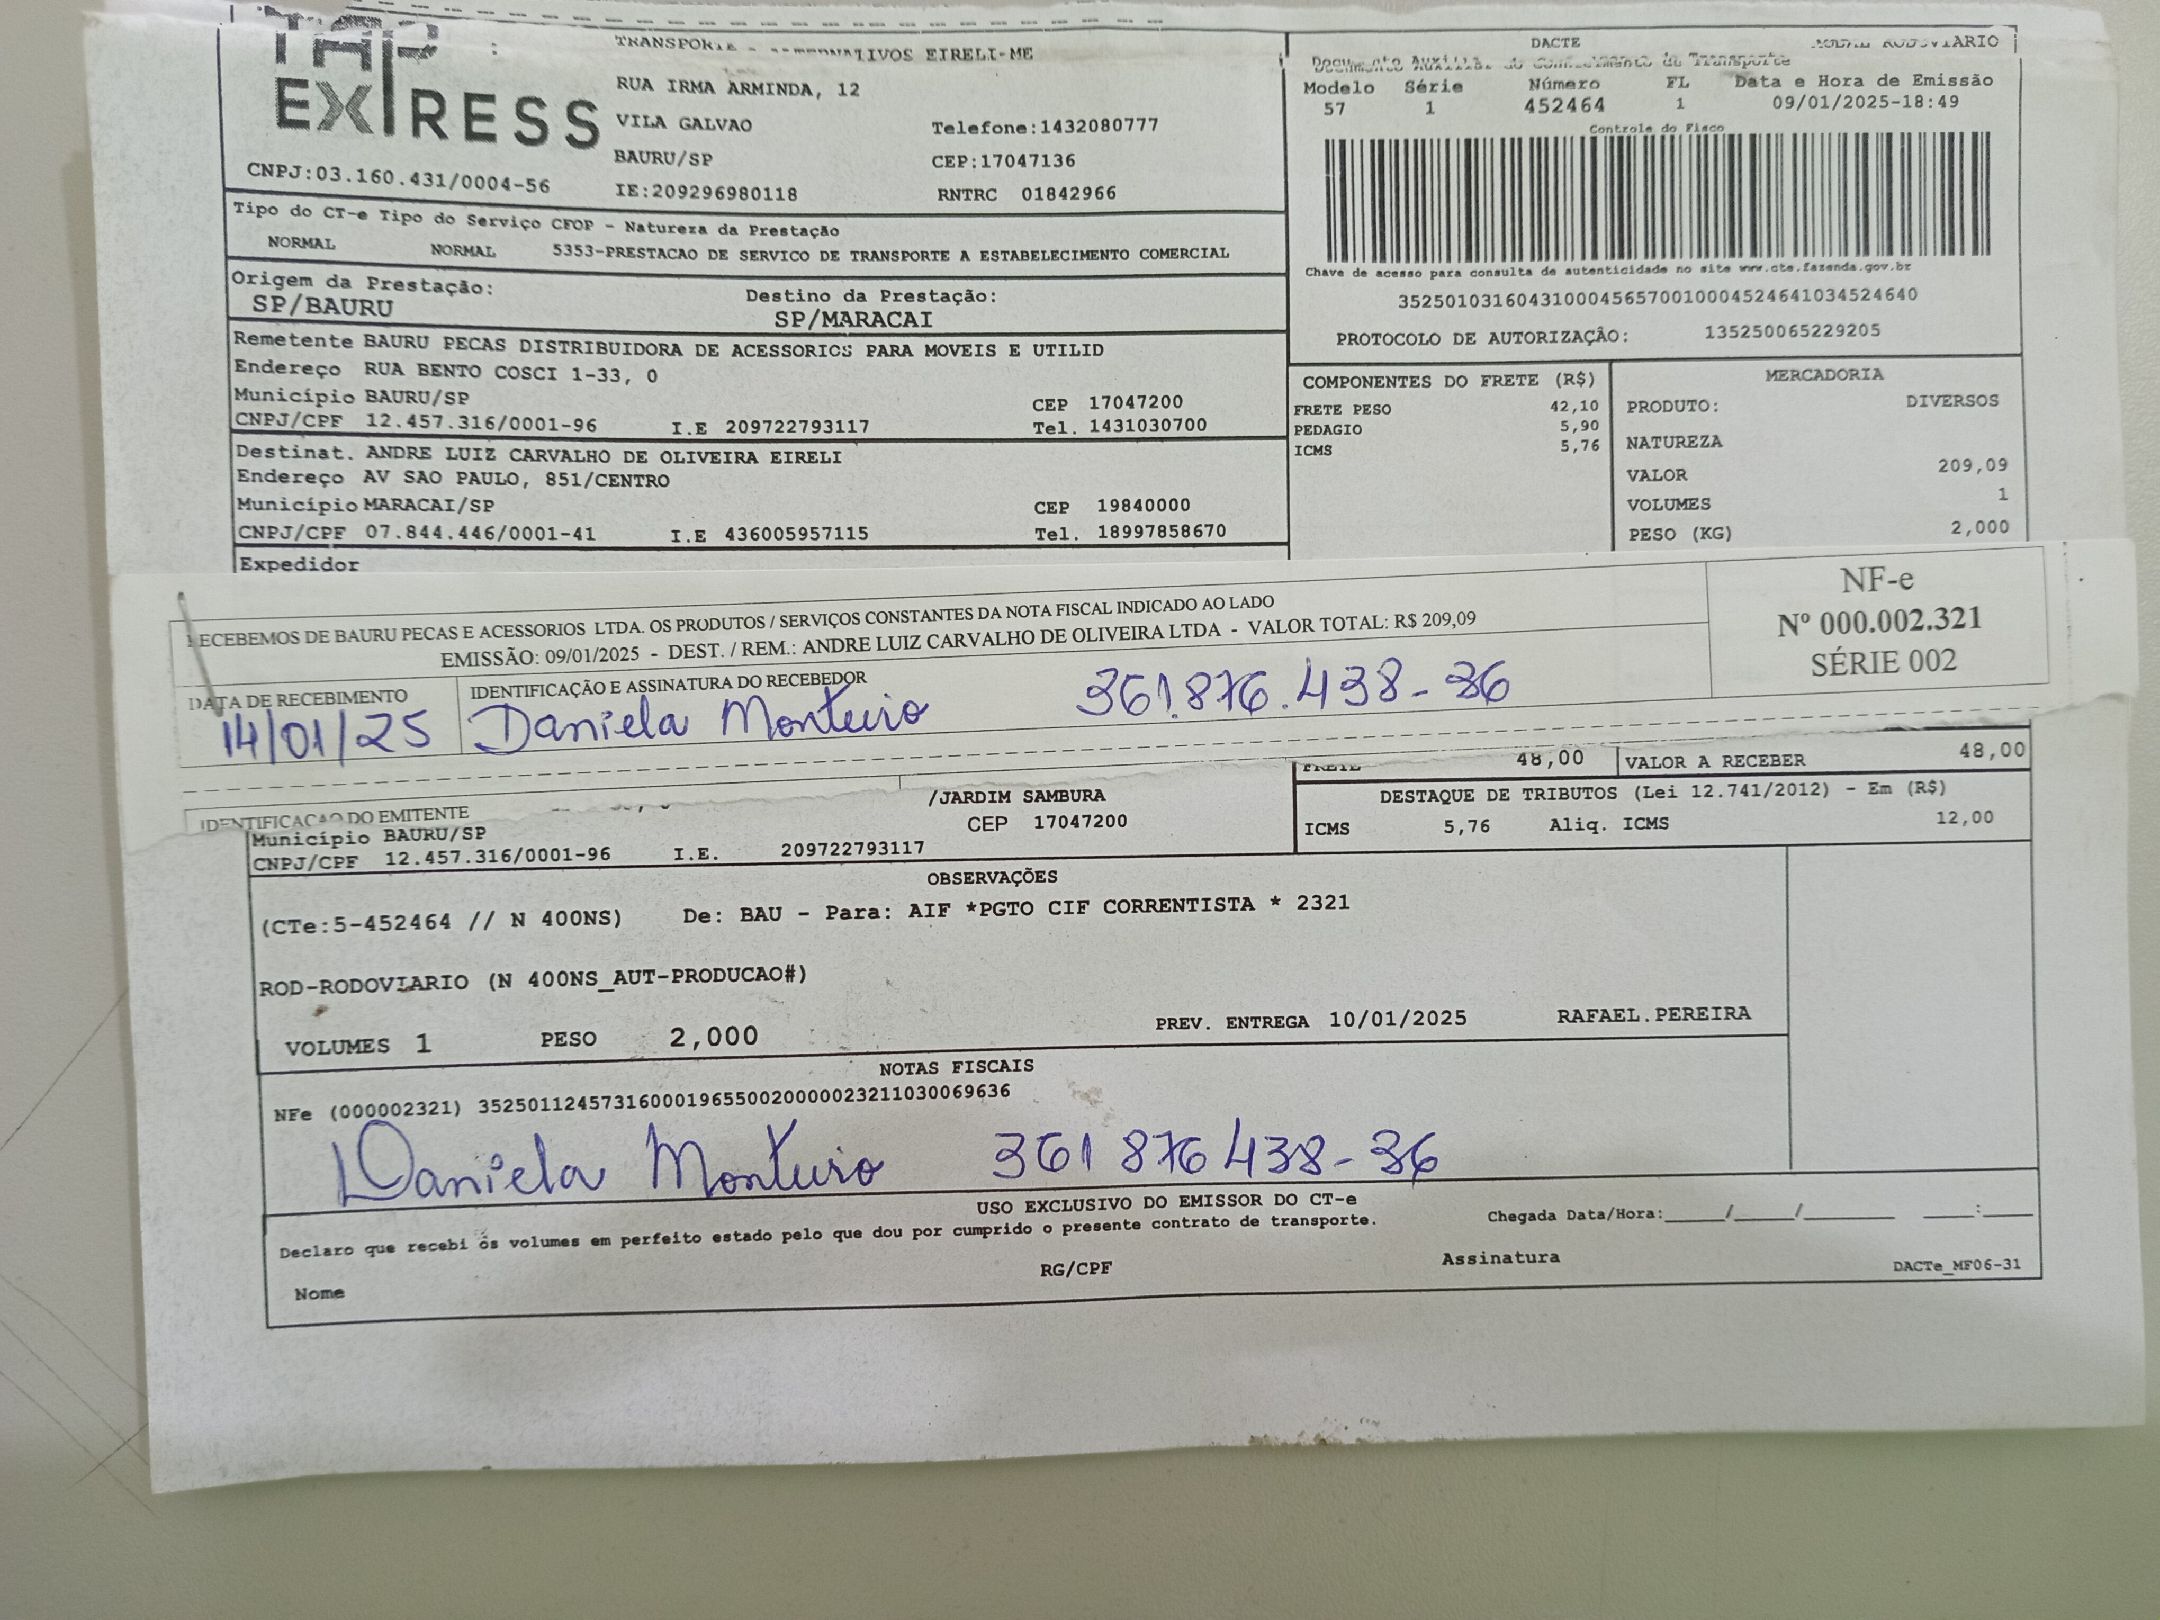 TAP
EXPRESS
CNPJ:03.160.431/0004-56
EIRELI-ME
RUA IRMA ARMINDA, 12
VILA GALVAO Telefone:1432080777
BAURU/SP CEP:17047136
IE:209296980118 RNTRC 01842966
DACTE
Documento Auxiliar do Conhecimento de Transporte
Modelo Série Número FL Data e Hora de Emissão
57 1 452464 1 09/01/2025-18:49
Controle do Fisco
Chave de acesso para consulta de autenticidade no site www.cte.fazenda.gov.br
35250103160431000456570010004524641034524640
PROTOCOLO DE AUTORIZAÇÃO: 135250065229205
Tipo do CT-e Tipo do Serviço CFOP - Natureza da Prestação
NORMAL NORMAL 5353-PRESTACAO DE SERVICO DE TRANSPORTE A ESTABELECIMENTO COMERCIAL
Origem da Prestação: Destino da Prestação:
SP/BAURU SP/MARACAI
Remetente BAURU PECAS DISTRIBUIDORA DE ACESSORIOS PARA MOVEIS E UTILID
Endereço RUA BENTO COSCI 1-33, 0
Município BAURU/SP CEP 17047200
CNPJ/CPF 12.457.316/0001-96 I.E 209722793117 Tel. 1431030700
Destinat. ANDRE LUIZ CARVALHO DE OLIVEIRA EIRELI
Endereço AV SAO PAULO, 851/CENTRO
Município MARACAI/SP CEP 19840000
CNPJ/CPF 07.844.446/0001-41 I.E 436005957115 Tel. 18997858670
Expedidor
COMPONENTES DO FRETE (R$)
FRETE PESO 42,10
PEDAGIO 5,90
ICMS 5,76
MERCADORIA
PRODUTO: DIVERSOS
NATUREZA
VALOR 209,09
VOLUMES 1
PESO (KG) 2,000
RECEBEMOS DE BAURU PECAS E ACESSORIOS LTDA. OS PRODUTOS / SERVIÇOS CONSTANTES DA NOTA FISCAL INDICADO AO LADO
EMISSÃO: 09/01/2025 - DEST. / REM.: ANDRE LUIZ CARVALHO DE OLIVEIRA LTDA - VALOR TOTAL: R$ 209,09
NF-e
Nº 000.002.321
SÉRIE 002
DATA DE RECEBIMENTO IDENTIFICAÇÃO E ASSINATURA DO RECEBEDOR
14/01/25 Daniela Monteiro 361.876.438-36
IDENTIFICAÇÃO DO EMITENTE
FRETE 48,00 VALOR A RECEBER 48,00
/JARDIM SAMBURA
Município BAURU/SP CEP 17047200
CNPJ/CPF 12.457.316/0001-96 I.E. 209722793117
DESTAQUE DE TRIBUTOS (Lei 12.741/2012) - Em (R$)
ICMS 5,76 Aliq. ICMS 12,00
OBSERVAÇÕES
(CTe:5-452464 // N 400NS) De: BAU - Para: AIF *PGTO CIF CORRENTISTA * 2321
ROD-RODOVIARIO (N 400NS_AUT-PRODUCAO#)
VOLUMES 1 PESO 2,000 PREV. ENTREGA 10/01/2025 RAFAEL.PEREIRA
NOTAS FISCAIS
NFe (000002321) 35250112457316000196550020000023211030069636
Daniela Monteiro 361 876 438-36
USO EXCLUSIVO DO EMISSOR DO CT-e
Declaro que recebi os volumes em perfeito estado pelo que dou por cumprido o presente contrato de transporte. Chegada Data/Hora:_____/_____/________ ____:____
Nome RG/CPF Assinatura DACTe_MF06-31